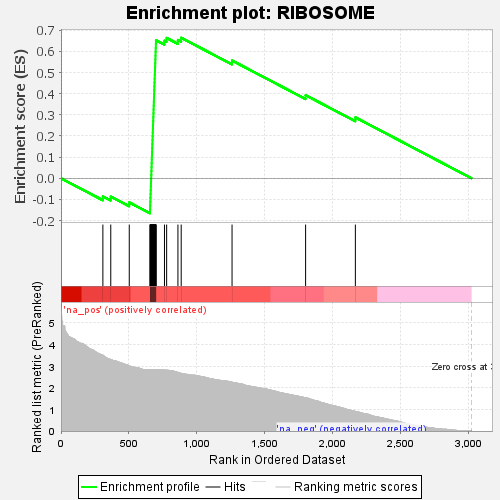 Enrichment plot: RIBOSOME
Enrichment score (ES)
0.7
0.6
0.5
0.4
0.3
0.2
0.1
0.0
-0.1
-0.2
'na_pos' (positively correlated)
Ranked list metric (PreRanked)
5
4
3
2
1
0
Zero cross at
'na_neg' (negatively correlated)
0 500 1,000 1,500 2,000 2,500 3,000
Rank in Ordered Dataset
Enrichment profile Hits Ranking metric scores